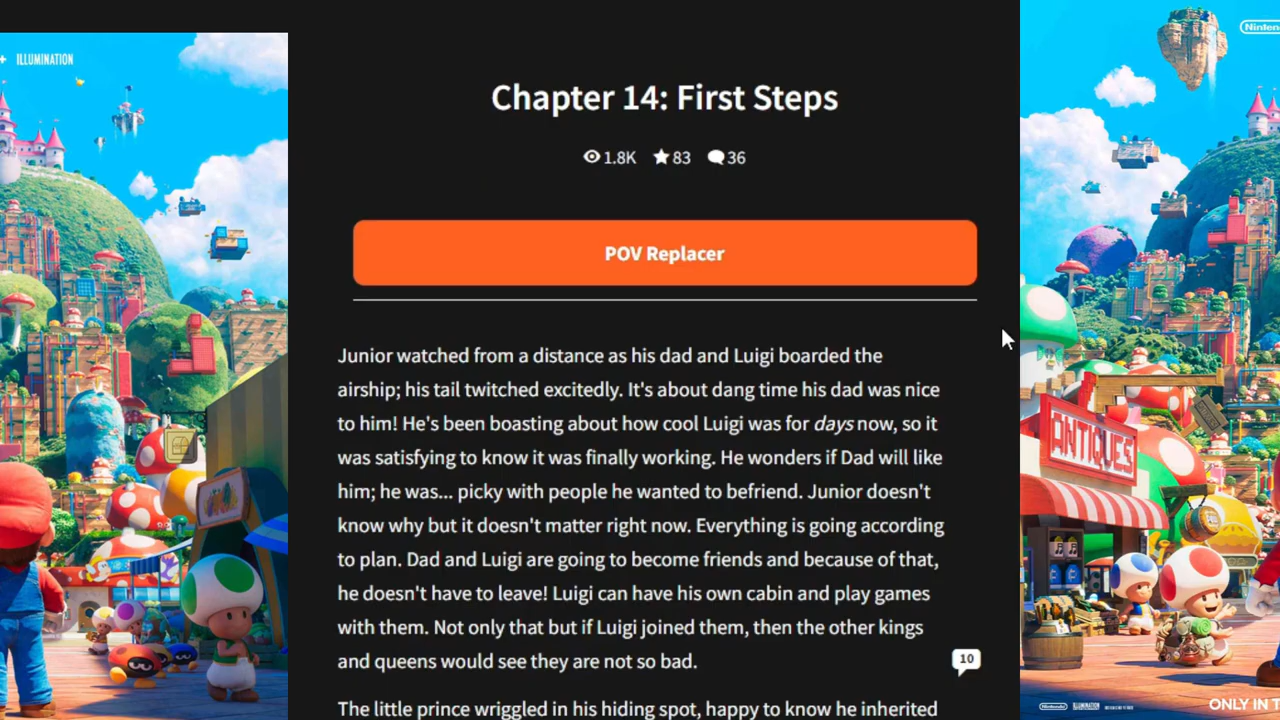 + ILLUMINATION
Ninten
Chapter 14: First Steps
1.8K 83 36
POV Replacer
Junior watched from a distance as his dad and Luigi boarded the
airship; his tail twitched excitedly. It's about dang time his dad was nice
to him! He's been boasting about how cool Luigi was for days now, so it
was satisfying to know it was finally working. He wonders if Dad will like
him; he was... picky with people he wanted to befriend. Junior doesn't
know why but it doesn't matter right now. Everything is going according
to plan. Dad and Luigi are going to become friends and because of that,
he doesn't have to leave! Luigi can have his own cabin and play games
with them. Not only that but if Luigi joined them, then the other kings
and queens would see they are not so bad.
10
The little prince wriggled in his hiding spot, happy to know he inherited
ANTIQUES
Nintendo ILLUMINATION
ONLY IN T